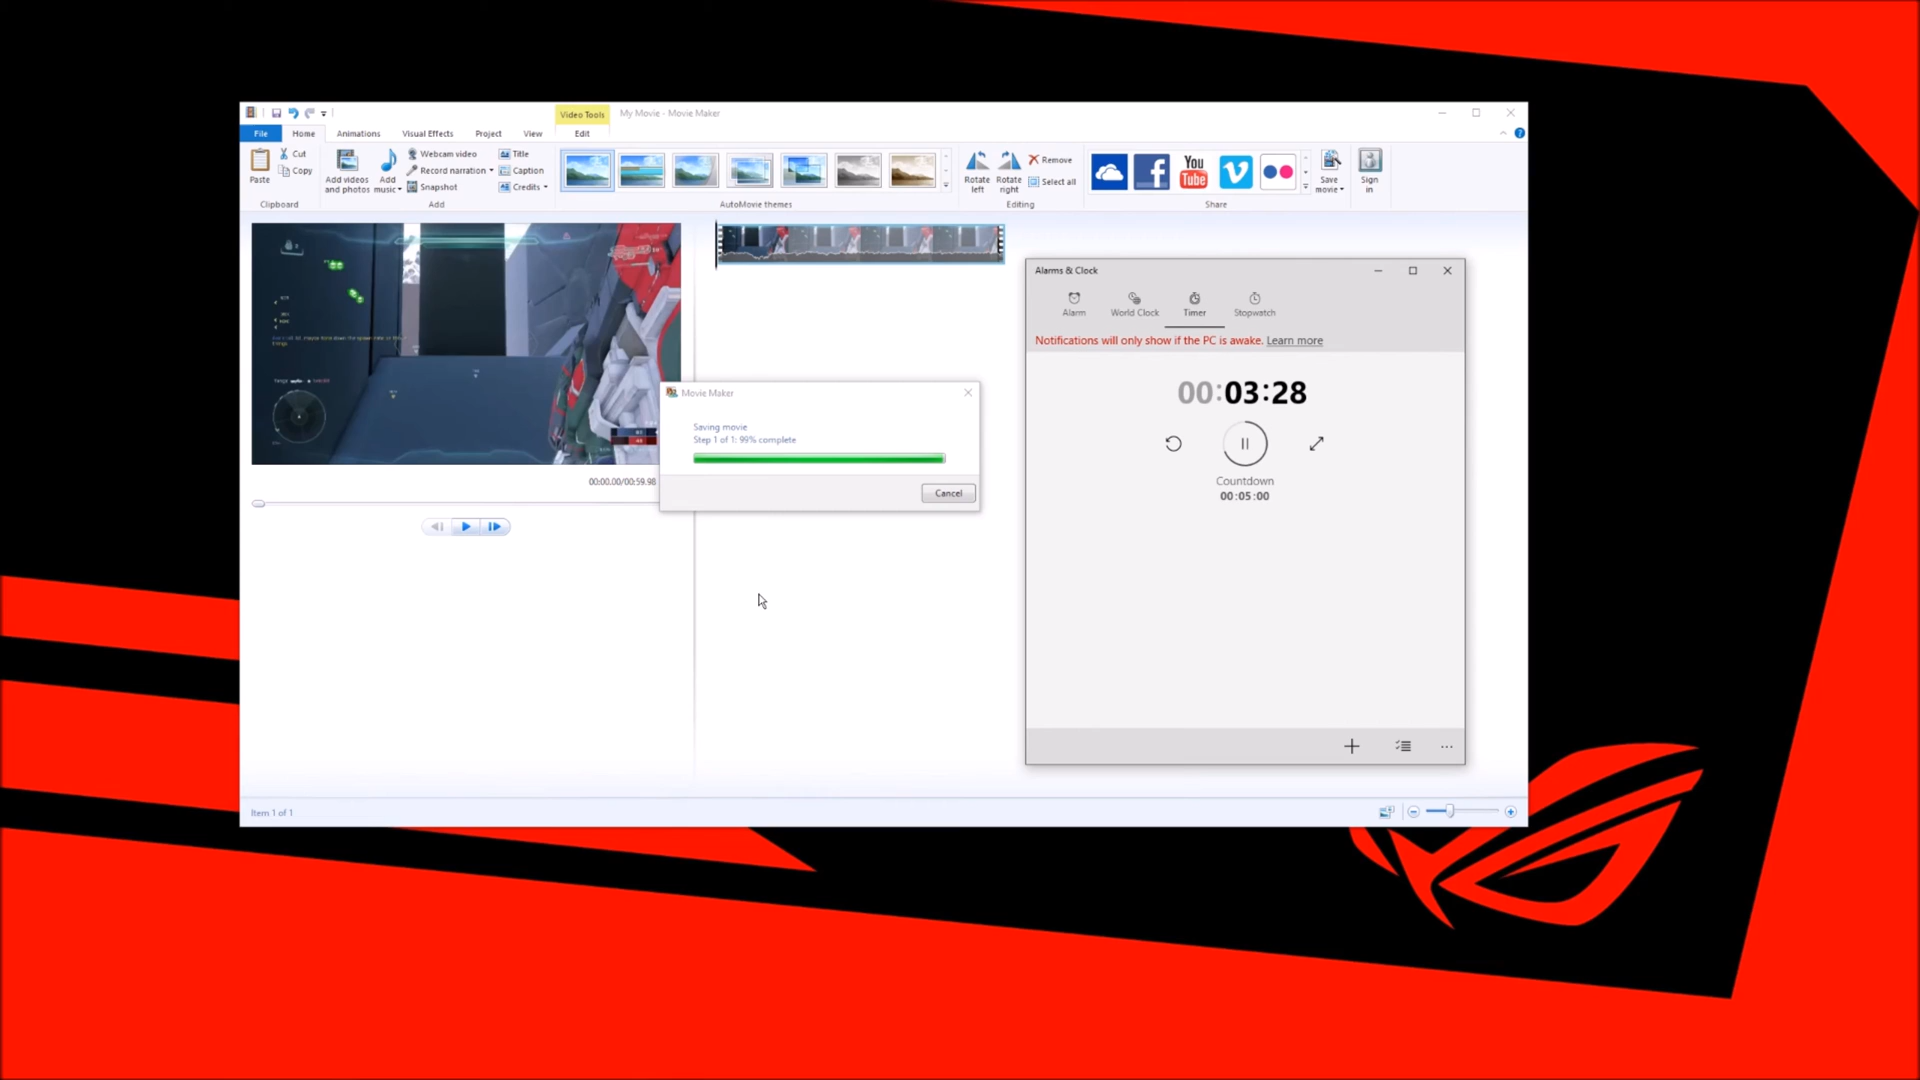 Video Tools
My Movie - Movie Maker
File
Home
Animations
Visual Effects
Project
View
Edit
Paste
Cut
Copy
Clipboard
Add videos
and photos
Add
music
Webcam video
Record narration
Snapshot
Title
Caption
Credits
Add
AutoMovie themes
Rotate
left
Rotate
right
Remove
Select all
Editing
You
Tube
Share
Save
movie
Sign
in
00:00.00/00:59.98
Movie Maker
Saving movie
Step 1 of 1: 99% complete
Cancel
Alarms & Clock
Alarm
World Clock
Timer
Stopwatch
Notifications will only show if the PC is awake. Learn more
00:03:28
Countdown
00:05:00
Item 1 of 1